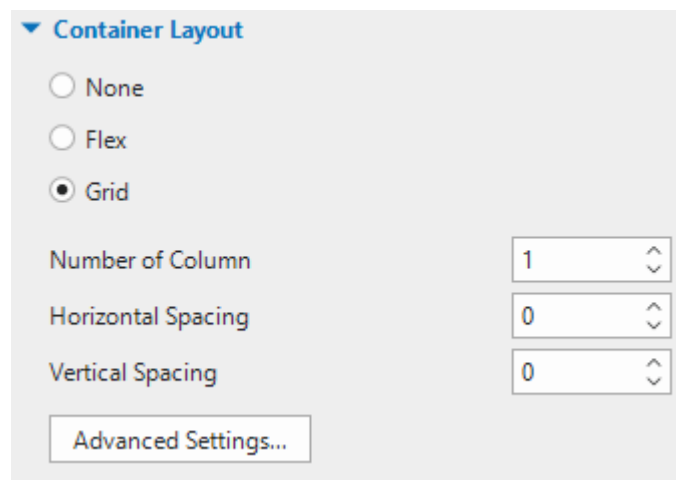 Container Layout
None
Flex
Grid
Number of Column 1
Horizontal Spacing 0
Vertical Spacing 0
Advanced Settings...